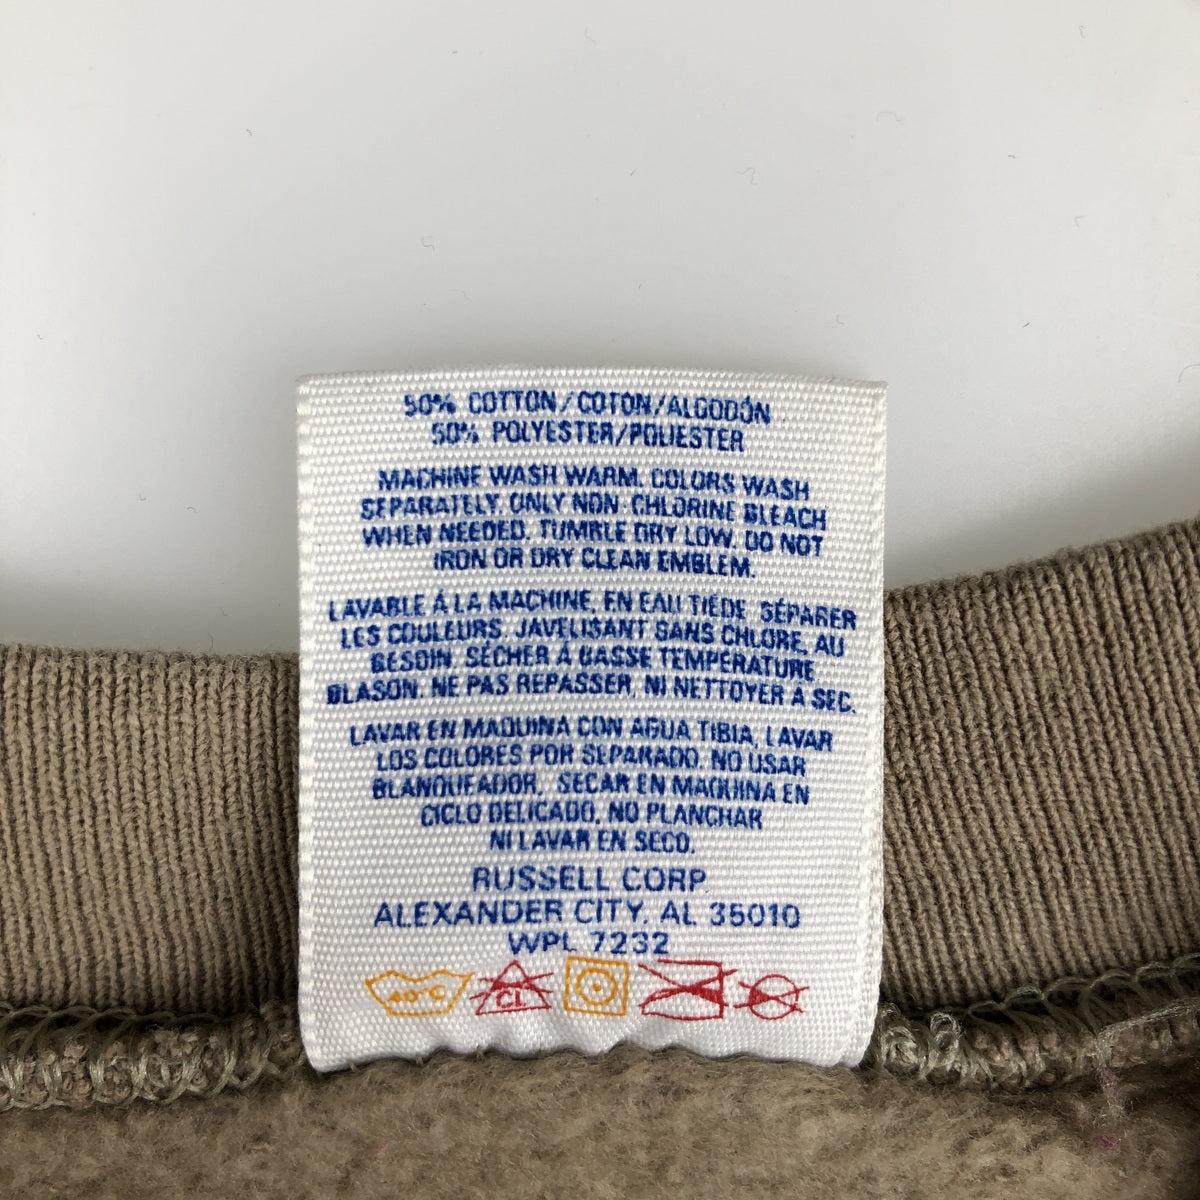 50% COTTON/COTON/ALGODÓN
50% POLYESTER/POLIESTER
MACHINE WASH WARM. COLORS WASH
SEPARATELY. ONLY NON-CHLORINE BLEACH
WHEN NEEDED. TUMBLE DRY LOW. DO NOT
IRON OR DRY CLEAN EMBLEM.
LAVABLE À LA MACHINE, EN EAU TIÉDE SÉPARER
LES COULEURS. JAVELISANT SANS CHLORE, AU
BESOIN. SÉCHER À BASSE TEMPÉRATURE
BLASON. NE PAS REPASSER, NI NETTOYER À SEC.
LAVAR EN MAQUINA CON AGUA TIBIA, LAVAR
LOS COLORES POR SEPARADO. NO USAR
BLANQUEADOR. SECAR EN MAQUINA EN
CICLO DELICADO, NO PLANCHAR
NI LAVAR EN SECO.
RUSSELL CORP.
ALEXANDER CITY, AL 35010
WPL 7232
40°C CL